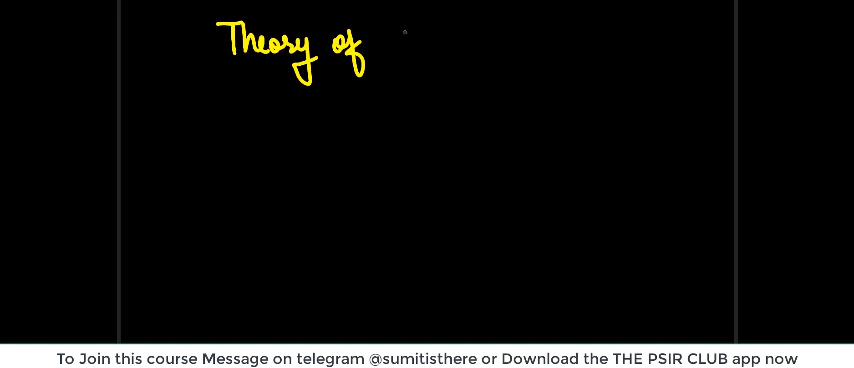 Theory of
To Join this course Message on telegram @sumitisthere or Download the THE PSIR CLUB app now